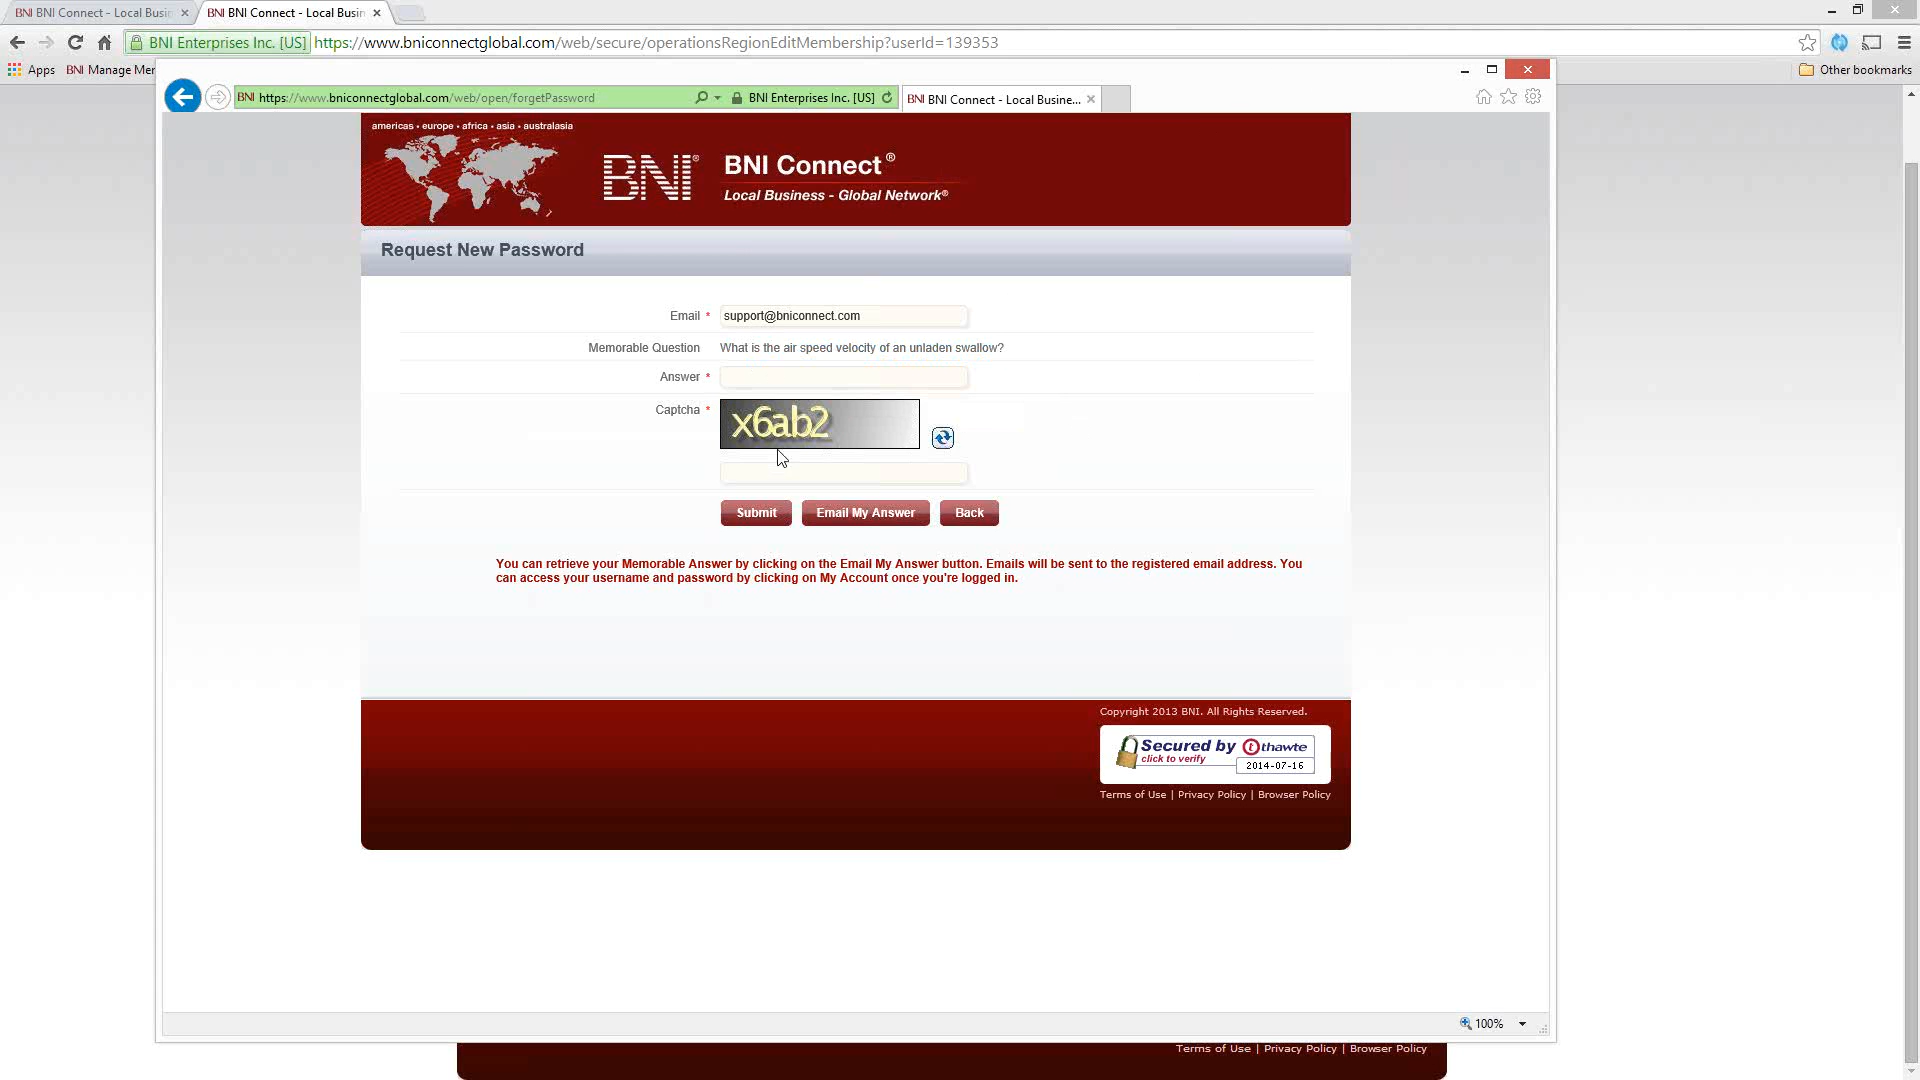 BNI BNI Connect - Local Busin
BNI BNI Connect - Local Busin
BNI Enterprises Inc. [US] https://www.bniconnectglobal.com/web/secure/operationsRegionEditMembership?userId=139353
Apps BNI Manage Mer Other bookmarks
BNI https://www.bniconnectglobal.com/web/open/forgetPassword BNI Enterprises Inc. [US] BNI BNI Connect - Local Busine...
americas • europe • africa • asia • australasia
BNI® BNI Connect®
Local Business - Global Network®
Request New Password
Email * support@bniconnect.com
Memorable Question What is the air speed velocity of an unladen swallow?
Answer *
Captcha * x6ab2
Submit Email My Answer Back
You can retrieve your Memorable Answer by clicking on the Email My Answer button. Emails will be sent to the registered email address. You
can access your username and password by clicking on My Account once you're logged in.
Copyright 2013 BNI. All Rights Reserved.
Secured by thawte
click to verify
2014-07-16
Terms of Use | Privacy Policy | Browser Policy
100%
Terms of Use | Privacy Policy | Browser Policy